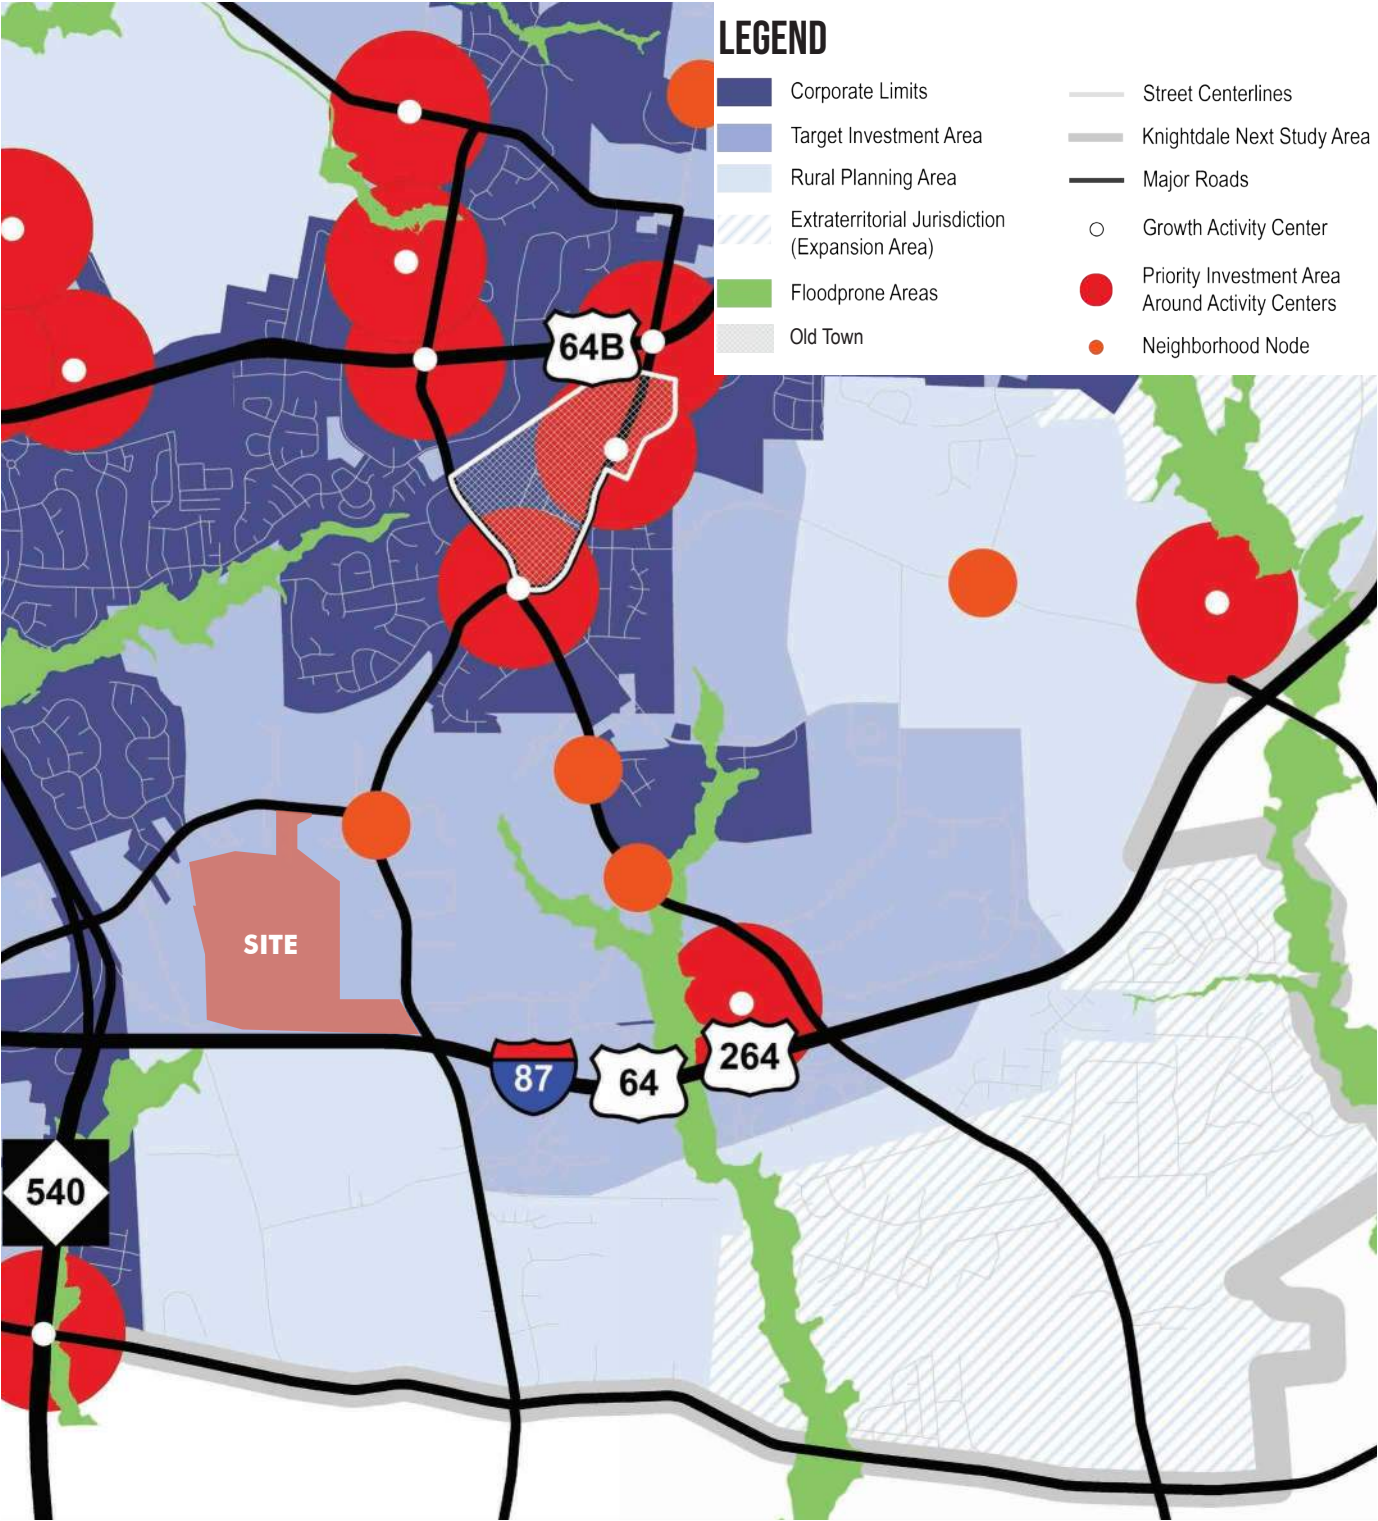 LEGEND
Corporate Limits
Target Investment Area
Rural Planning Area
Extraterritorial Jurisdiction
(Expansion Area)
Floodprone Areas
Old Town
Street Centerlines
Knightdale Next Study Area
Major Roads
Growth Activity Center
Priority Investment Area
Around Activity Centers
Neighborhood Node
64B
SITE
87
64
264
540